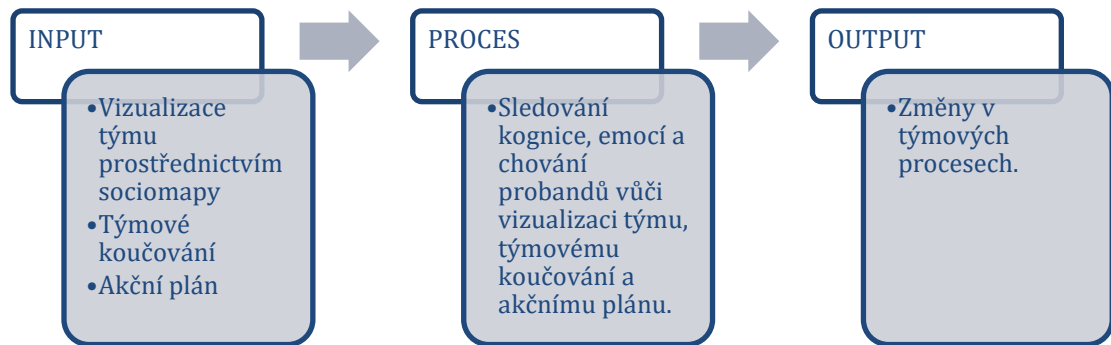 INPUT
•Vizualizace
týmu
prostřednictvím
sociomapy
•Týmové
koučování
•Akční plán
PROCES
•Sledování
kognice, emocí a
chování
probandů vůči
vizualizaci týmu,
týmovému
koučování a
akčnímu plánu.
OUTPUT
•Změny v
týmových
procesech.